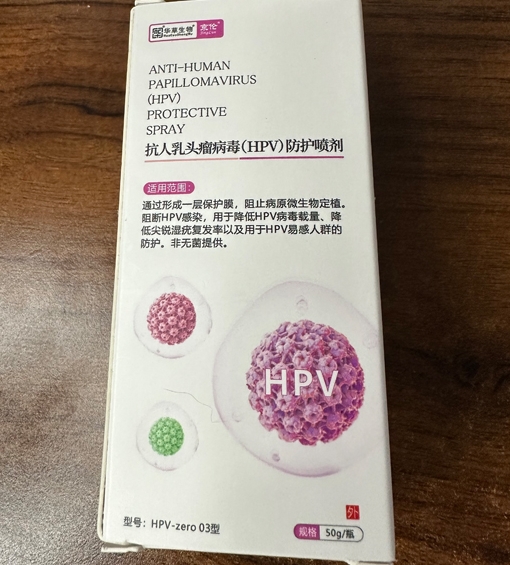 华草生物
京伦
ANTI-HUMAN
PAPILLOMAVIRUS
(HPV)
PROTECTIVE
SPRAY
抗人乳头瘤病毒(HPV)防护喷剂
适用范围:
通过形成一层保护膜，阻止病原微生物定植。
阻断HPV感染，用于降低HPV病毒载量、降
低尖锐湿疣复发率以及用于HPV易感人群的
防护。非无菌提供。
HPV
外
型号：HPV-zero 03型
规格 50g/瓶